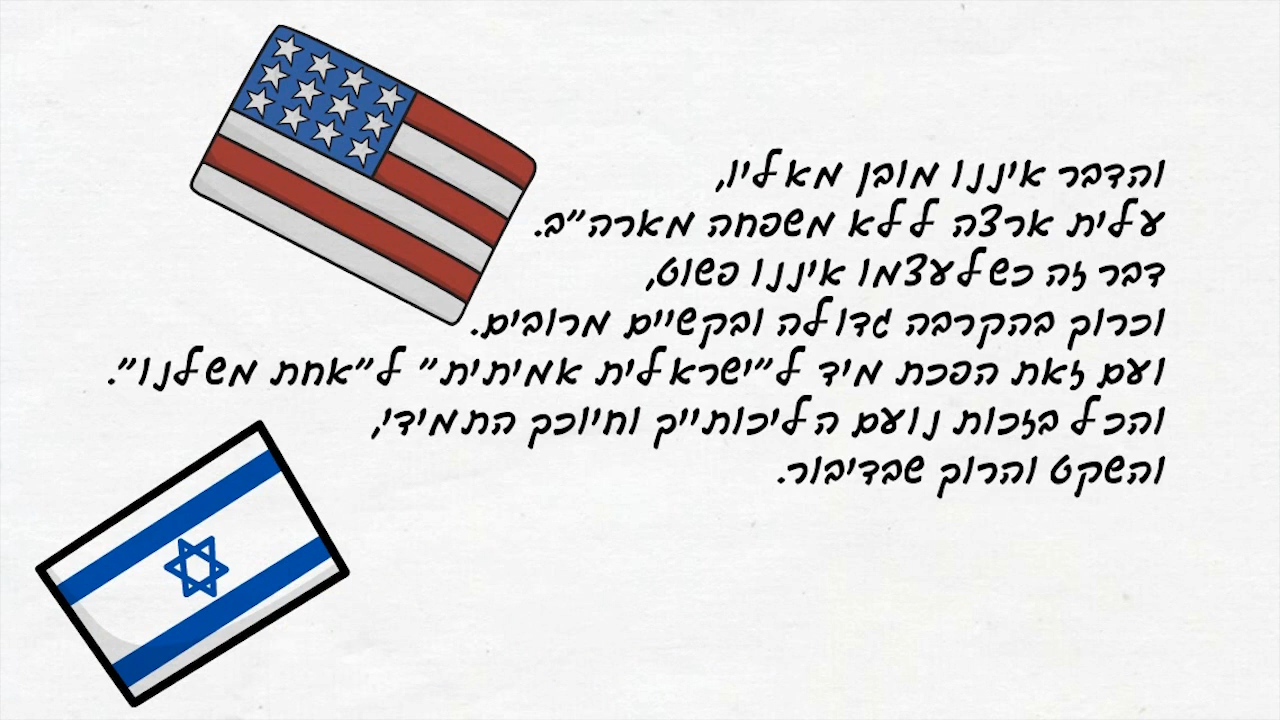 והדבר איננו מובן מאליו,
עלית ארצה ללא משפחה מארה"ב.
דבר זה כשלעצמו איננו פשוט,
וכרוך בהקרבה גדולה ובקשיים מרובים.
ועם זאת הפכת מיד ל"ישראלית אמיתית" ל"אחת משלנו".
והכל בזכות נועם הליכותייך וחיוכך התמידי,
והשקט והרוך שבדיבור.